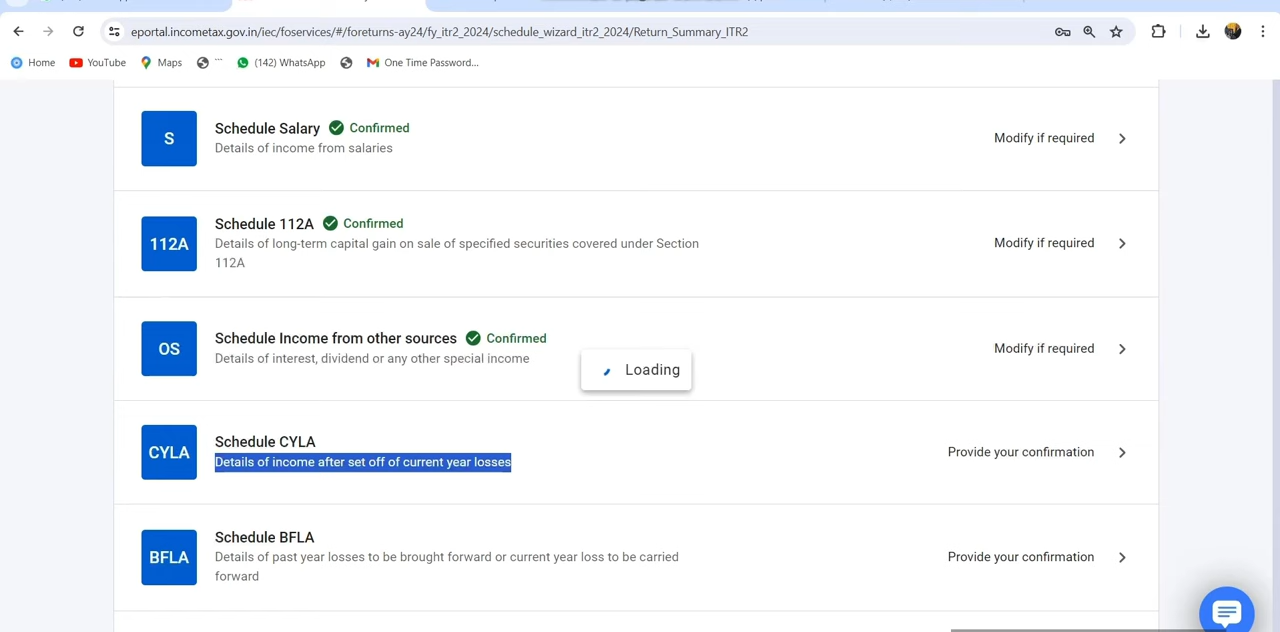 eportal.incometax.gov.in/iec/foservices/#/foreturns-ay24/fy_itr2_2024/schedule_wizard_itr2_2024/Return_Summary_ITR2
Home YouTube Maps (142) WhatsApp One Time Password...
S
Schedule Salary Confirmed
Details of income from salaries
Modify if required
112A
Schedule 112A Confirmed
Details of long-term capital gain on sale of specified securities covered under Section
112A
Modify if required
OS
Schedule Income from other sources Confirmed
Details of interest, dividend or any other special income
Modify if required
Loading
CYLA
Schedule CYLA
Details of income after set off of current year losses
Provide your confirmation
BFLA
Schedule BFLA
Details of past year losses to be brought forward or current year loss to be carried
forward
Provide your confirmation